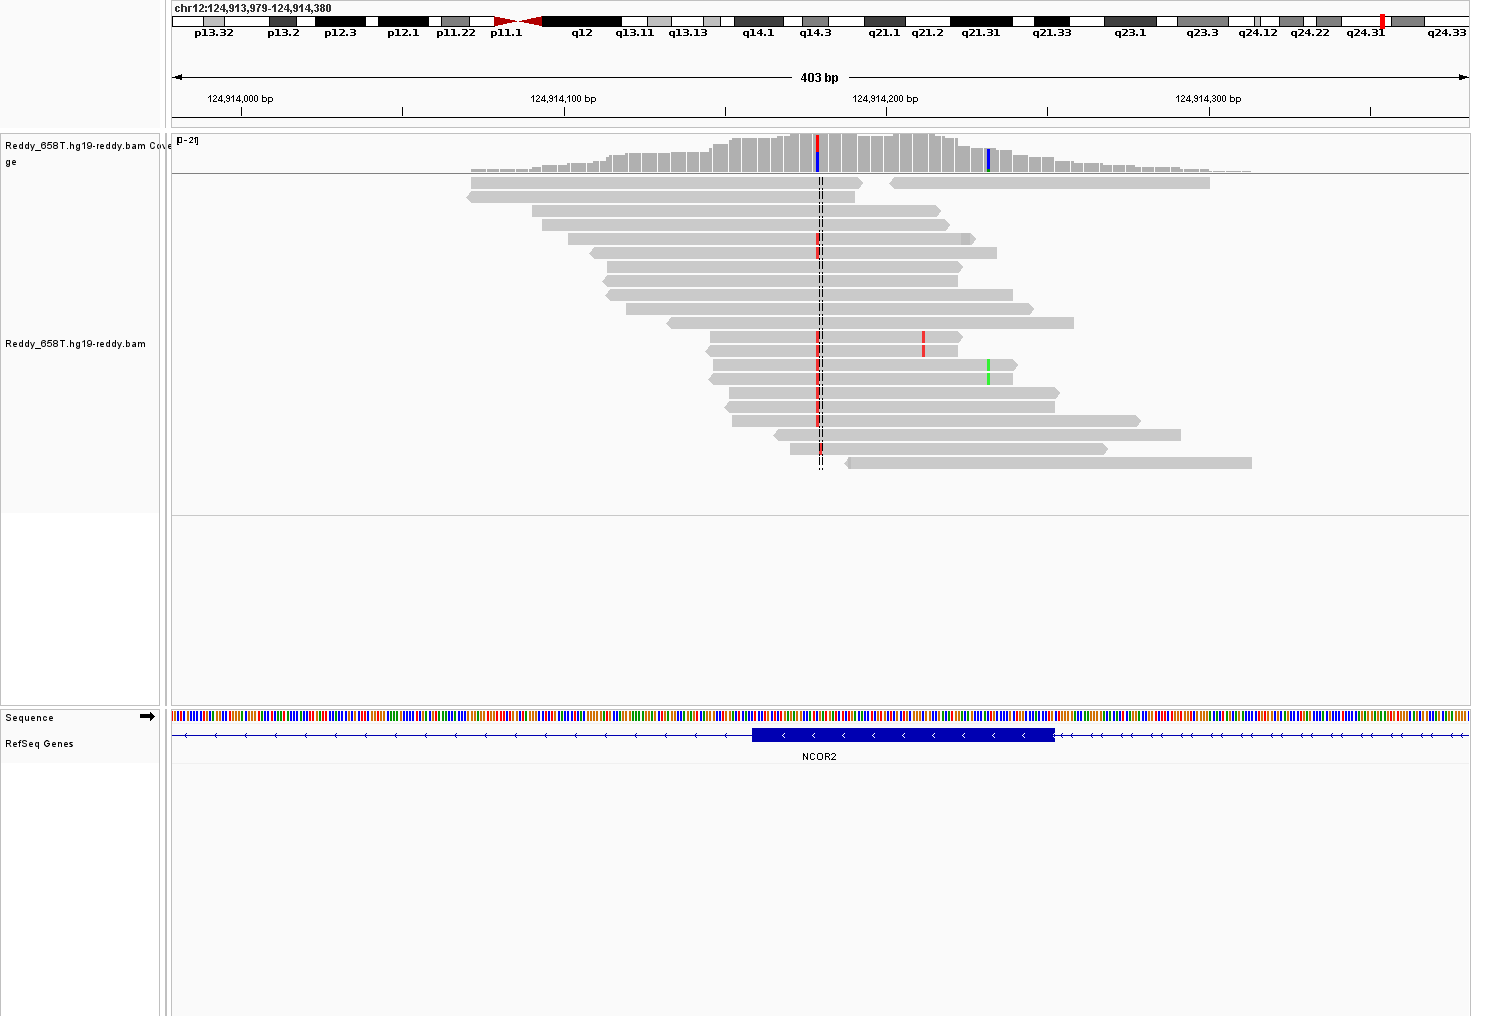 chr12:124,913,979-124,914,380
p13.32 p13.2 p12.3 p12.1 p11.22 p11.1 q12 q13.11 q13.13 q14.1 q14.3 q21.1 q21.2 q21.31 q21.33 q23.1 q23.3 q24.12 q24.22 q24.31 q24.33
403 bp
124,914,000 bp 124,914,100 bp 124,914,200 bp 124,914,300 bp
Reddy_658T.hg19-reddy.bam Cove
ge
[0-21]
Reddy_658T.hg19-reddy.bam
Sequence
RefSeq Genes
NCOR2